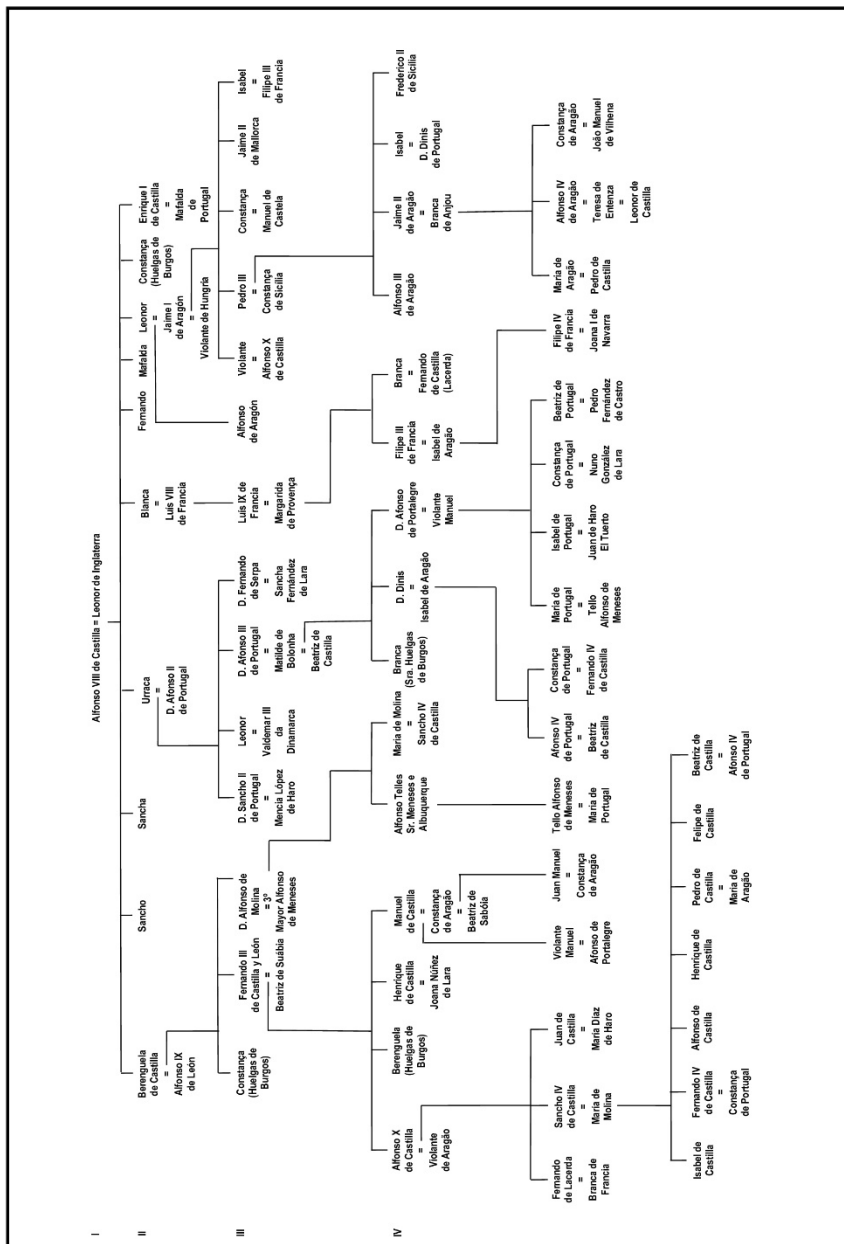 I
Alfonso VIII de Castilla = Leonor de Inglaterra
II
Berenguela
de Castilla
=
Alfonso IX
de León
Sancho
Sancha
Urraca
=
D. Afonso II
de Portugal
Blanca
=
Luis VIII
de Francia
Fernando
Mafalda
Leonor
=
Jaime I
de Aragón
=
Violante de Hungria
Constança
(Huelgas de
Burgos)
Enrique I
de Castilla
=
Mafalda
de
Portugal
III
Constança
(Huelgas de
Burgos)
Fernando III
de Castilla y León
=
Beatriz de Suábia
D. Alfonso de
Molina
= 3º
Mayor Alfonso
de Meneses
D. Sancho II
de Portugal
=
Mencia López
de Haro
Leonor
=
Valdemar III
da
Dinamarca
D. Afonso III
de Portugal
=
Matilde de
Bolonha
=
Beatriz de
Castilla
D. Fernando
de Serpa
=
Sancha
Fernández
de Lara
Luis IX de
Francia
=
Margarida
de Provença
Alfonso
de Aragón
Violante
=
Alfonso X
de Castilla
Pedro III
=
Constança
de Sicília
Constança
=
Manuel de
Castela
Jaime II
de Mallorca
Isabel
=
Filipe III
de Francia
IV
Alfonso X
de Castilla
=
Violante
de Aragão
Berenguela
(Huelgas de
Burgos)
Henrique
de Castilla
=
Joana Núñez
de Lara
Manuel
de Castilla
=
Constança
de Aragão
=
Beatriz de
Sabóia
Alfonso Telles
Sr. Meneses e
Albuquerque
Maria de Molina
=
Sancho IV
de Castilla
Branca
(Sra. Huelgas
de Burgos)
D. Dinis
=
Isabel de Aragão
D. Afonso
de Portalegre
=
Violante
Manuel
Filipe III
de Francia
=
Isabel de
Aragão
Branca
=
Fernando
de Castilla
(Lacerda)
Alfonso III
de Aragão
Jaime II
de Aragão
=
Branca
de Anjou
Isabel
=
D. Dinis
de Portugal
Frederico II
de Sicília
Fernando
de Lacerda
=
Branca de
Francia
Sancho IV
de Castilla
=
Maria de
Molina
Juan de
Castilla
=
Maria Díaz
de Haro
Violante
Manuel
=
Afonso de
Portalegre
Juan Manuel
=
Constança
de Aragão
Tello Alfonso
de Meneses
=
Maria de
Portugal
Afonso IV
de Portugal
=
Beatriz
de Castilla
Constança
de Portugal
=
Fernando IV
de Castilla
Maria de
Portugal
=
Tello
Alfonso de
Meneses
Isabel de
Portugal
=
Juan de Haro
El Tuerto
Constança
de Portugal
=
Nuno
González
de Lara
Beatriz de
Portugal
=
Pedro
Fernández
de Castro
Filipe IV
de Francia
=
Joana I de
Navarra
Maria de
Aragão
=
Pedro de
Castilla
Alfonso IV
de Aragão
=
Teresa de
Entenza
=
Leonor de
Castilla
Constança
de Aragão
=
João Manuel
de Vilhena
Isabel de
Castilla
Fernando IV
de Castilla
=
Constança
de Portugal
Alfonso de
Castilla
Henrique de
Castilla
Pedro de
Castilla
=
Maria de
Aragão
Felipe de
Castilla
Beatriz de
Castilla
=
Afonso IV
de Portugal